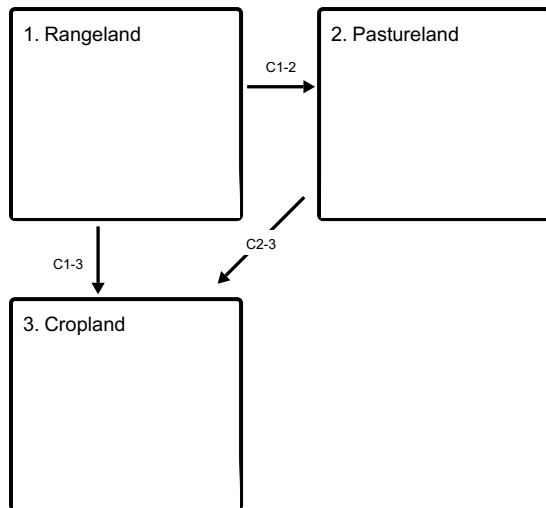 1. Rangeland
C1-2
2. Pastureland
C1-3
C2-3
3. Cropland